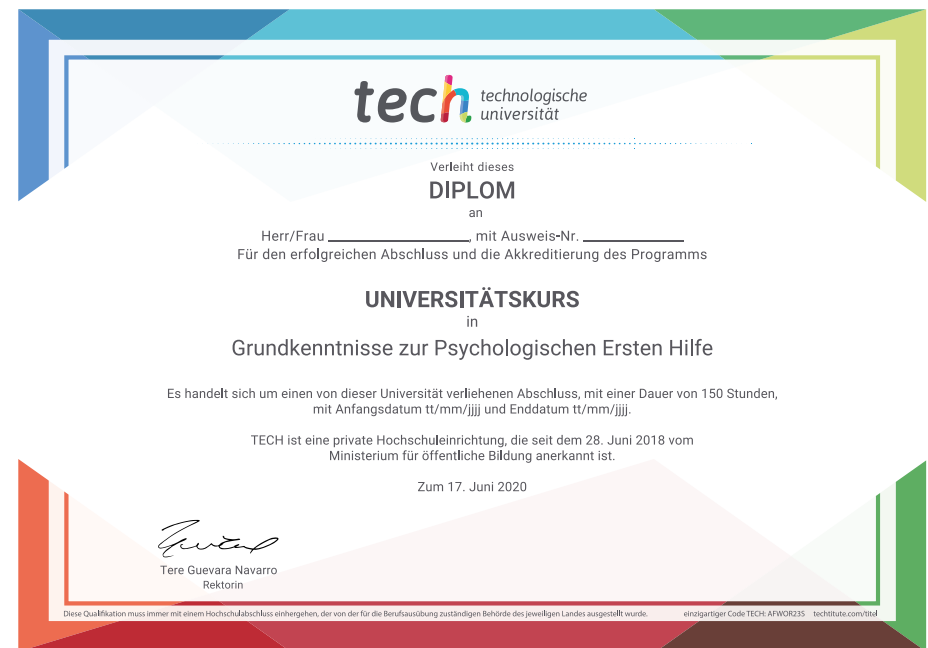 tech technologische
universität
Verleiht dieses
DIPLOM
an
Herr/Frau , mit Ausweis-Nr.
Für den erfolgreichen Abschluss und die Akkreditierung des Programms
UNIVERSITÄTSKURS
in
Grundkenntnisse zur Psychologischen Ersten Hilfe
Es handelt sich um einen von dieser Universität verliehenen Abschluss, mit einer Dauer von 150 Stunden,
mit Anfangsdatum tt/mm/jjjj und Enddatum tt/mm/jjjj.
TECH ist eine private Hochschuleinrichtung, die seit dem 28. Juni 2018 vom
Ministerium für öffentliche Bildung anerkannt ist.
Zum 17. Juni 2020
Tere Guevara Navarro
Rektorin
Diese Qualifikation muss immer mit einem Hochschulabschluss einhergehen, der von der für die Berufsausübung zuständigen Behörde des jeweiligen Landes ausgestellt wurde. einzigartiger Code TECH: AFWOR23S techtitute.com/titel